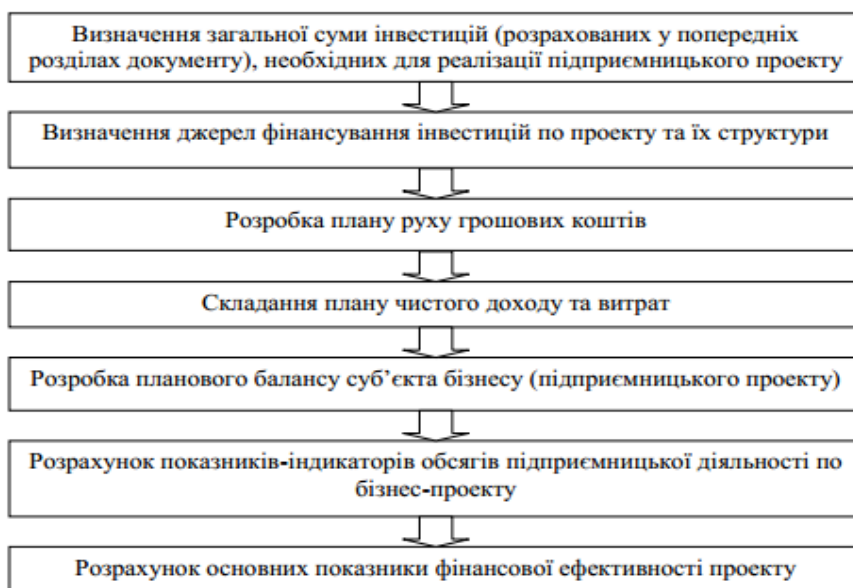 Визначення загальної суми інвестицій (розрахованих у попередніх
розділах документу), необхідних для реалізації підприємницького проекту
Визначення джерел фінансування інвестицій по проекту та їх структури
Розробка плану руху грошових коштів
Складання плану чистого доходу та витрат
Розробка планового балансу суб’єкта бізнесу (підприємницького проекту)
Розрахунок показників-індикаторів обсягів підприємницької діяльності по
бізнес-проекту
Розрахунок основних показники фінансової ефективності проекту